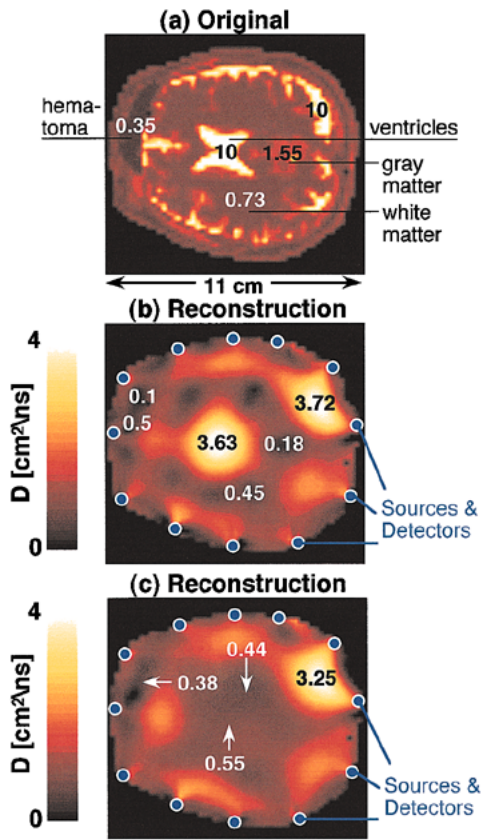 (a) Original
hema-
toma
0.35
10
ventricles
10
1.55
gray
matter
0.73
white
matter
11 cm
(b) Reconstruction
4
D [cm²\ns]
0
0.1
0.5
3.72
3.63
0.18
0.45
Sources &
Detectors
(c) Reconstruction
4
D [cm²\ns]
0
0.44
0.38
3.25
0.55
Sources &
Detectors